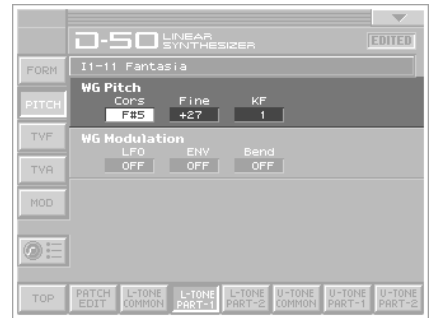 D-50 LINEAR SYNTHESIZER
EDITED
I1-11 Fantasia
FORM
PITCH
TVF
TVA
MOD
WG Pitch
Cors Fine KF
F#5 +27 1
WG Modulation
LFO ENV Bend
OFF OFF OFF
TOP
PATCH EDIT
L-TONE COMMON
L-TONE PART-1
L-TONE PART-2
U-TONE COMMON
U-TONE PART-1
U-TONE PART-2